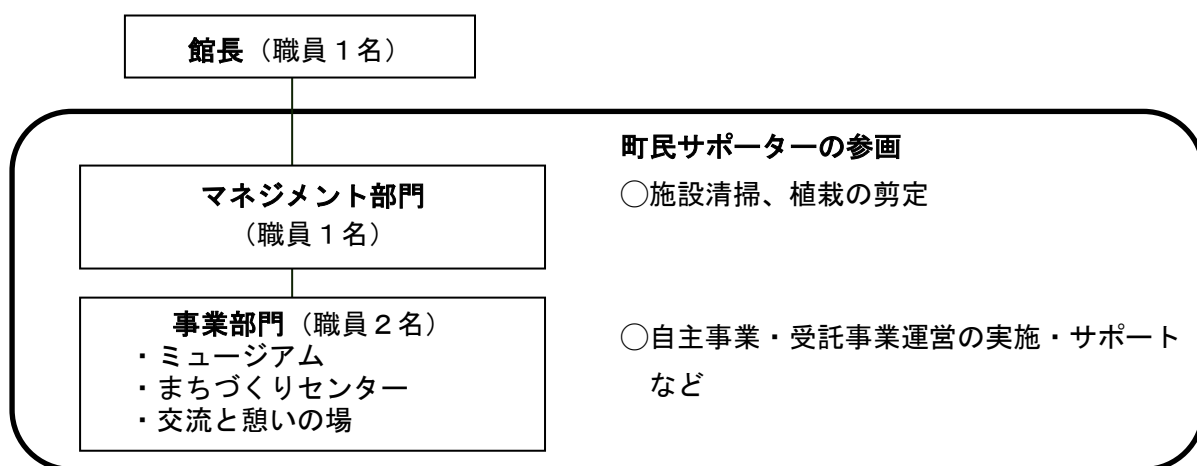 館長（職員１名）
町民サポーターの参画
マネジメント部門
（職員１名）
◯施設清掃、植栽の剪定
事業部門（職員２名）
・ミュージアム
・まちづくりセンター
・交流と憩いの場
◯自主事業・受託事業運営の実施・サポート
など